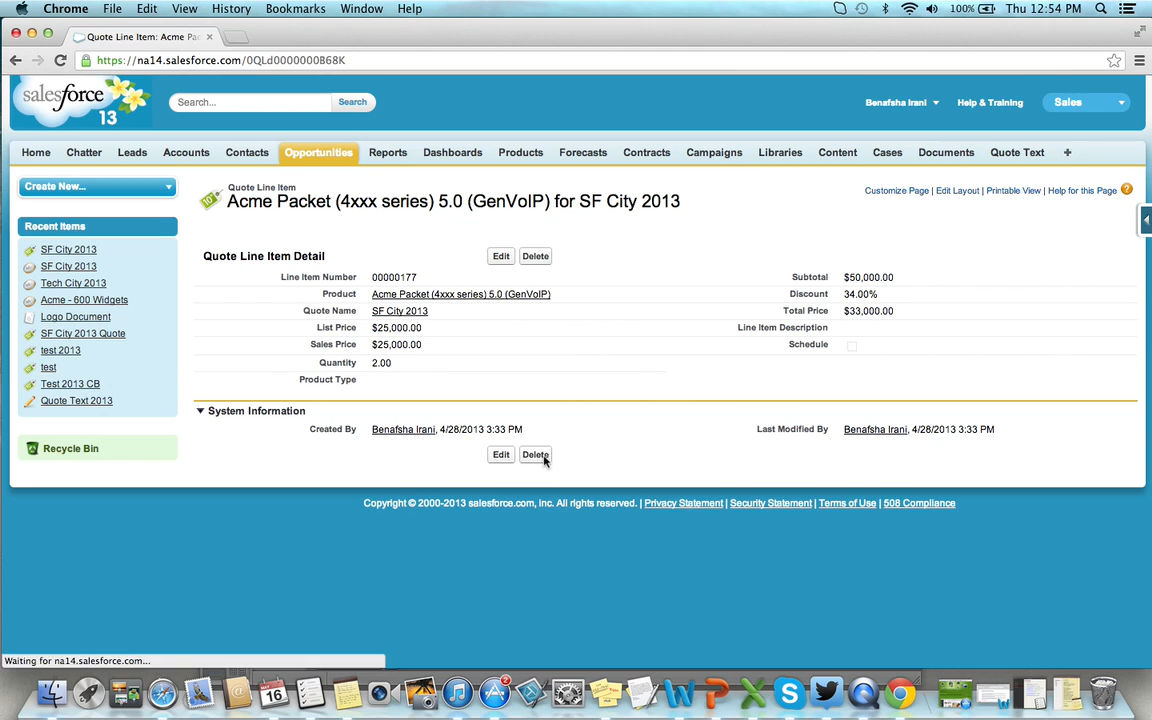 Chrome File Edit View History Bookmarks Window Help 100% Thu 12:54 PM
Quote Line Item: Acme Pac
https://na14.salesforce.com/0QLd0000000B68K
salesforce 13 Search... Search Benafsha Irani Help & Training Sales
Home Chatter Leads Accounts Contacts Opportunities Reports Dashboards Products Forecasts Contracts Campaigns Libraries Content Cases Documents Quote Text +
Create New...
Recent Items
SF City 2013
SF City 2013
Tech City 2013
Acme - 600 Widgets
Logo Document
SF City 2013 Quote
test 2013
test
Test 2013 CB
Quote Text 2013
Recycle Bin
Quote Line Item
Acme Packet (4xxx series) 5.0 (GenVoIP) for SF City 2013
Customize Page | Edit Layout | Printable View | Help for this Page ?
Quote Line Item Detail Edit Delete
Line Item Number 00000177 Subtotal $50,000.00
Product Acme Packet (4xxx series) 5.0 (GenVoIP) Discount 34.00%
Quote Name SF City 2013 Total Price $33,000.00
List Price $25,000.00 Line Item Description
Sales Price $25,000.00 Schedule
Quantity 2.00
Product Type
System Information
Created By Benafsha Irani, 4/28/2013 3:33 PM Last Modified By Benafsha Irani, 4/28/2013 3:33 PM
Edit Delete
Copyright © 2000-2013 salesforce.com, inc. All rights reserved. | Privacy Statement | Security Statement | Terms of Use | 508 Compliance
Waiting for na14.salesforce.com...
16 2